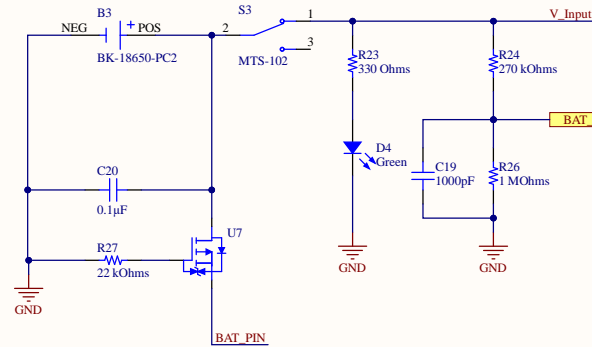 B3
S3
NEG
+ POS
2
1
V_Input
BK-18650-PC2
3
MTS-102
R23
330 Ohms
R24
270 kOhms
BAT_
D4
Green
C19
1000pF
R26
1 MOhms
C20
0.1µF
U7
R27
22 kOhms
GND
GND
GND
BAT_PIN